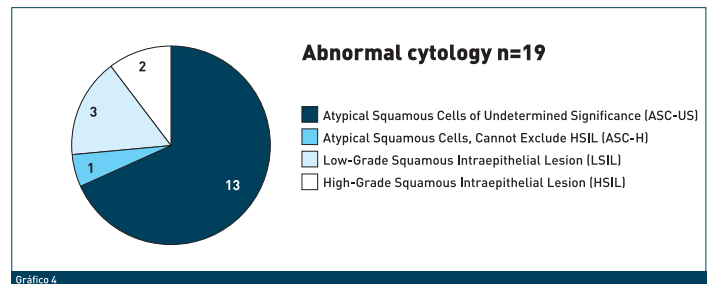 Abnormal cytology n=19
2
3
1
13
Atypical Squamous Cells of Undetermined Significance (ASC-US)
Atypical Squamous Cells, Cannot Exclude HSIL (ASC-H)
Low-Grade Squamous Intraepithelial Lesion (LSIL)
High-Grade Squamous Intraepithelial Lesion (HSIL)
Gráfico 4